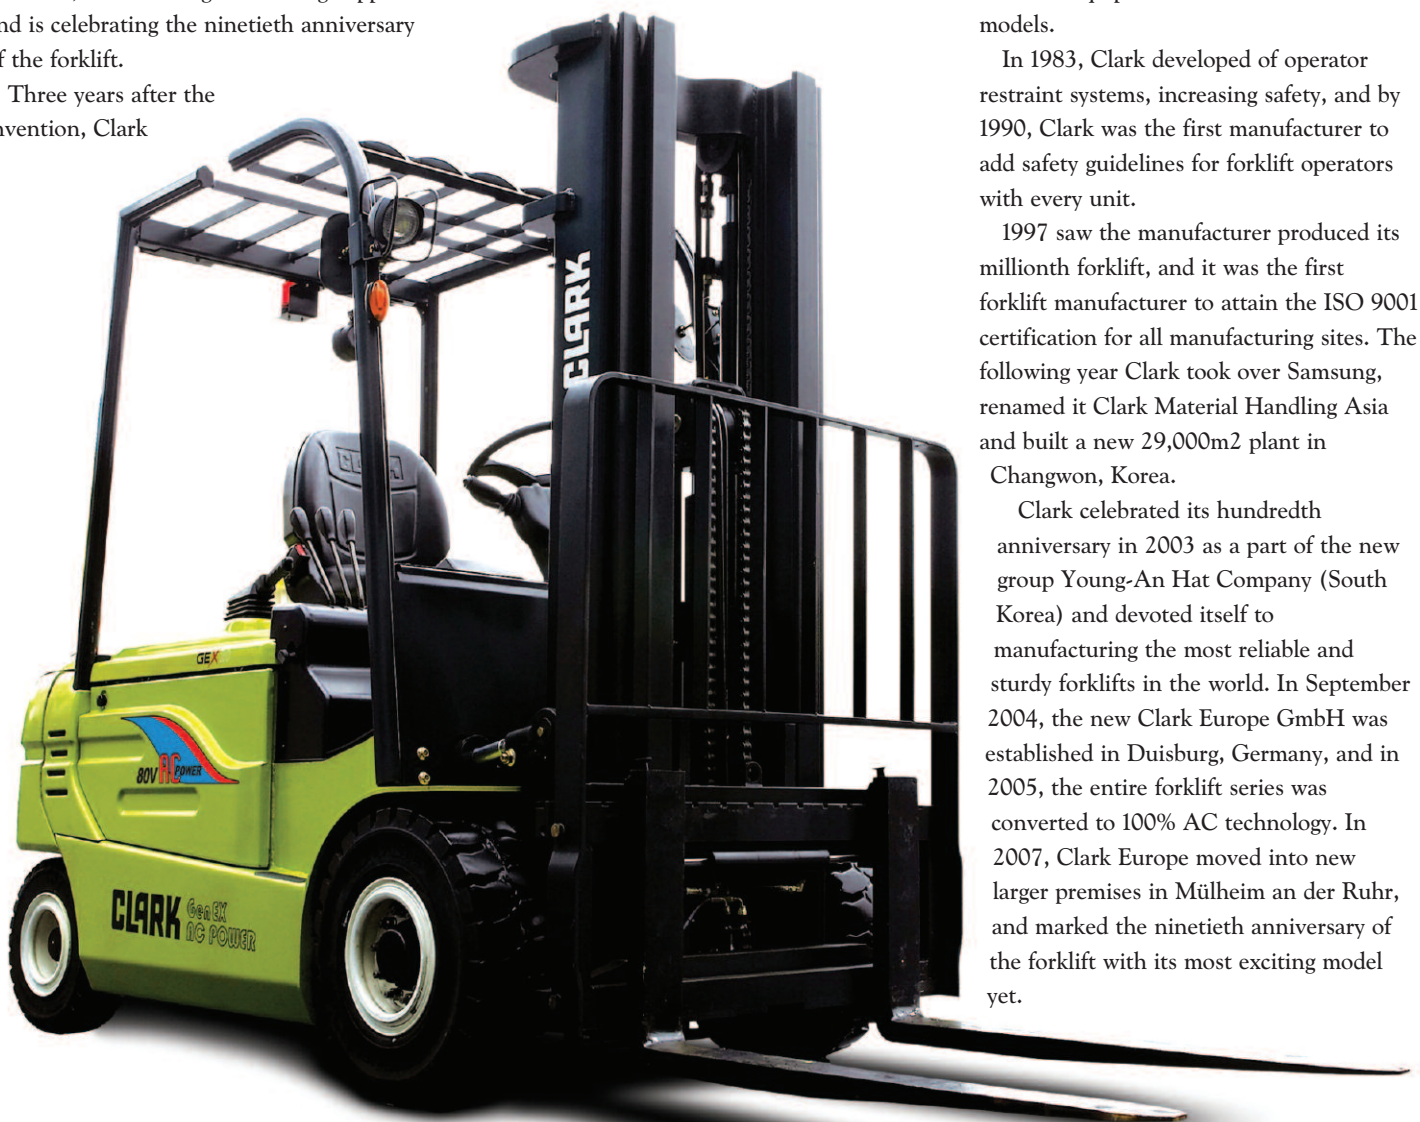 nd is celebrating the ninetieth anniversary
f the forklift.
Three years after the
nvention, Clark
models.
In 1983, Clark developed of operator
restraint systems, increasing safety, and by
1990, Clark was the first manufacturer to
add safety guidelines for forklift operators
with every unit.
1997 saw the manufacturer produced its
millionth forklift, and it was the first
forklift manufacturer to attain the ISO 9001
certification for all manufacturing sites. The
following year Clark took over Samsung,
renamed it Clark Material Handling Asia
and built a new 29,000m2 plant in
Changwon, Korea.
Clark celebrated its hundredth
anniversary in 2003 as a part of the new
group Young-An Hat Company (South
Korea) and devoted itself to
manufacturing the most reliable and
sturdy forklifts in the world. In September
2004, the new Clark Europe GmbH was
established in Duisburg, Germany, and in
2005, the entire forklift series was
converted to 100% AC technology. In
2007, Clark Europe moved into new
larger premises in Mülheim an der Ruhr,
and marked the ninetieth anniversary of
the forklift with its most exciting model
yet.
CLARK
CLARK
GEX
80V AC POWER
CLARK GenEX
AC POWER